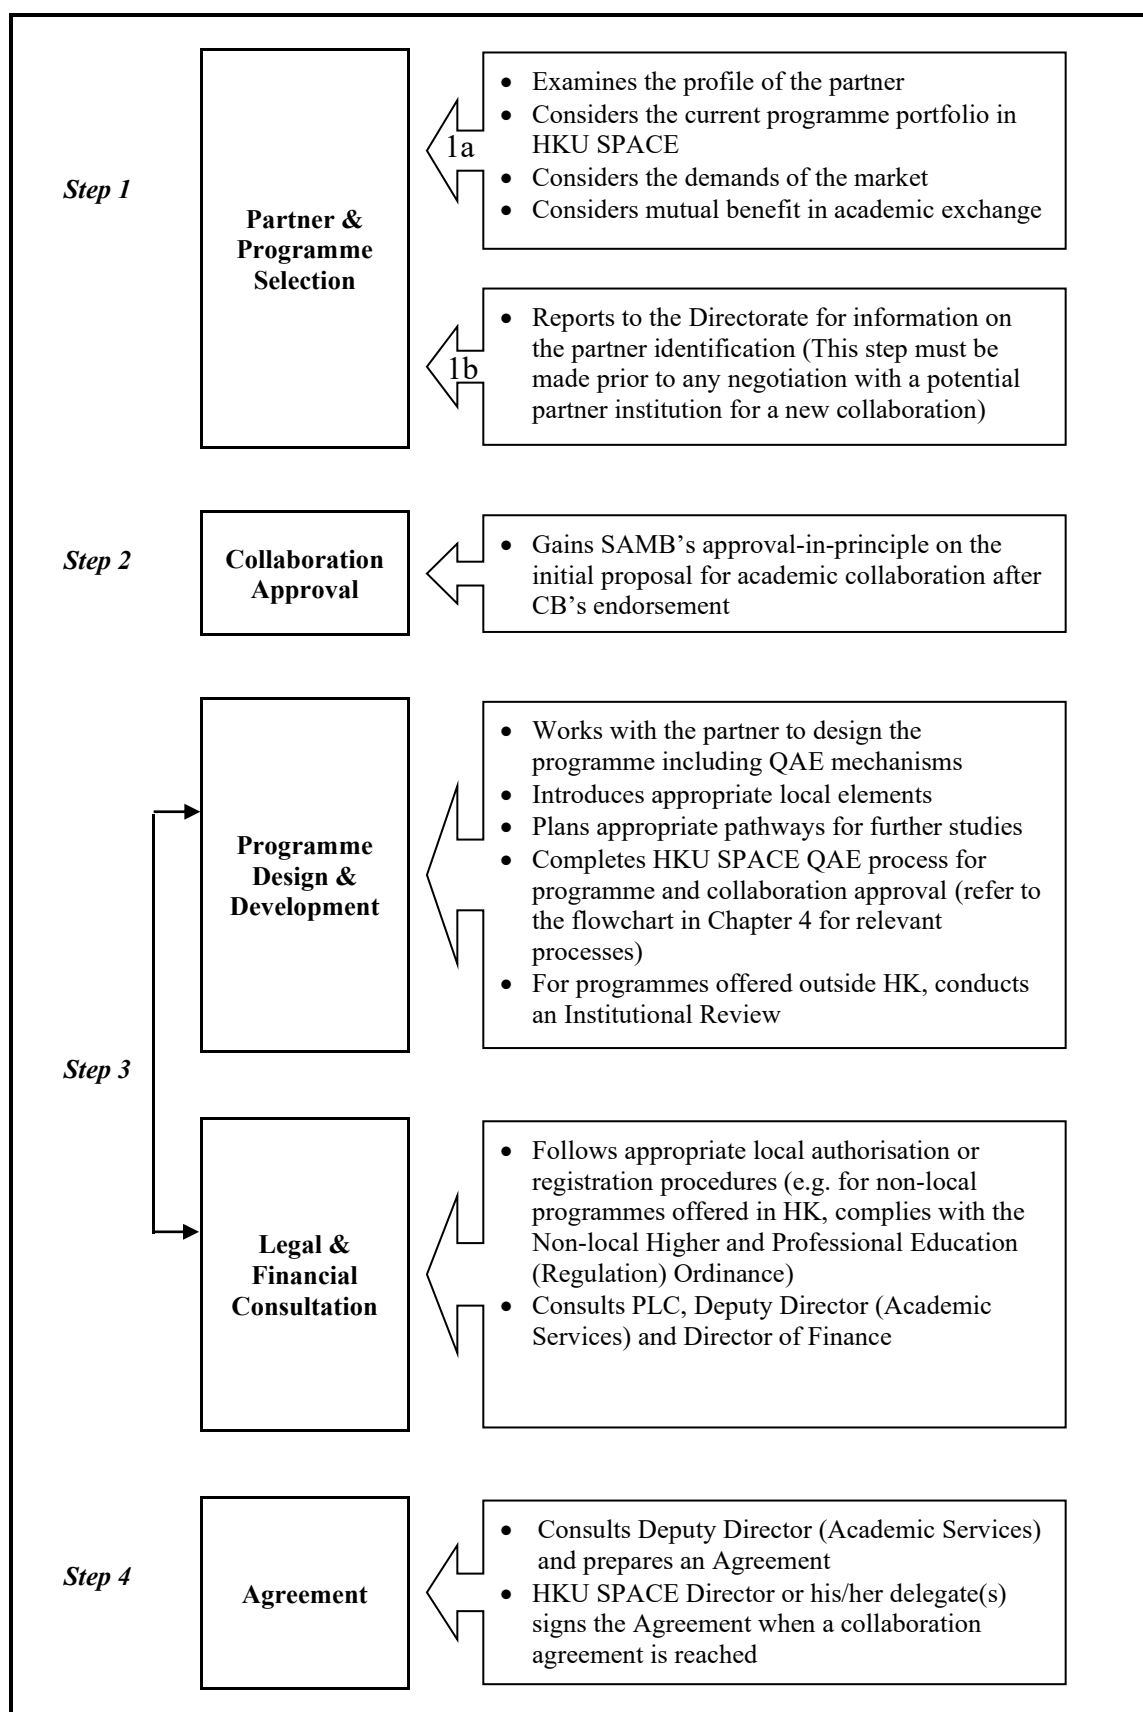 Step 1
Partner &
Programme
Selection
1a
• Examines the profile of the partner
• Considers the current programme portfolio in
HKU SPACE
• Considers the demands of the market
• Considers mutual benefit in academic exchange
1b
• Reports to the Directorate for information on
the partner identification (This step must be
made prior to any negotiation with a potential
partner institution for a new collaboration)
Step 2
Collaboration
Approval
• Gains SAMB’s approval-in-principle on the
initial proposal for academic collaboration after
CB’s endorsement
Step 3
Programme
Design &
Development
• Works with the partner to design the
programme including QAE mechanisms
• Introduces appropriate local elements
• Plans appropriate pathways for further studies
• Completes HKU SPACE QAE process for
programme and collaboration approval (refer to
the flowchart in Chapter 4 for relevant
processes)
• For programmes offered outside HK, conducts
an Institutional Review
Legal &
Financial
Consultation
• Follows appropriate local authorisation or
registration procedures (e.g. for non-local
programmes offered in HK, complies with the
Non-local Higher and Professional Education
(Regulation) Ordinance)
• Consults PLC, Deputy Director (Academic
Services) and Director of Finance
Step 4
Agreement
• Consults Deputy Director (Academic Services)
and prepares an Agreement
• HKU SPACE Director or his/her delegate(s)
signs the Agreement when a collaboration
agreement is reached